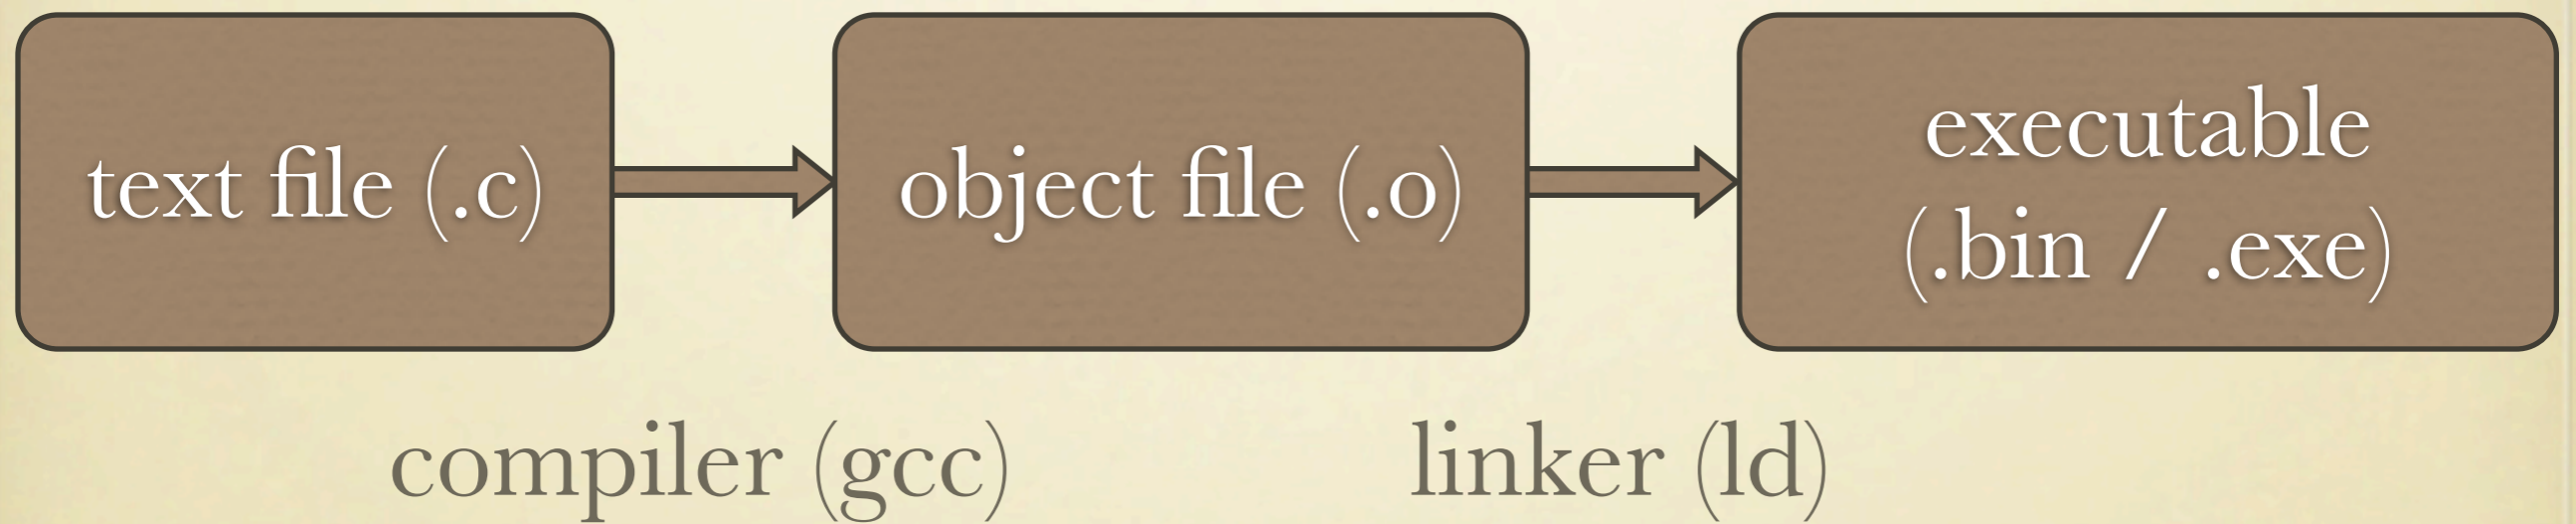 text file (.c)
object file (.o)
executable
(.bin / .exe)
compiler (gcc)
linker (ld)